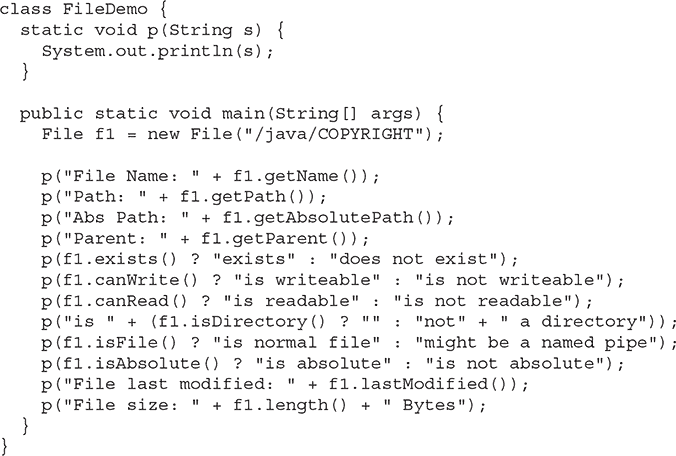 class FileDemo {
  static void p(String s) {
    System.out.println(s);
  }

  public static void main(String[] args) {
    File f1 = new File("/java/COPYRIGHT");

    p("File Name: " + f1.getName());
    p("Path: " + f1.getPath());
    p("Abs Path: " + f1.getAbsolutePath());
    p("Parent: " + f1.getParent());
    p(f1.exists() ? "exists" : "does not exist");
    p(f1.canWrite() ? "is writeable" : "is not writeable");
    p(f1.canRead() ? "is readable" : "is not readable");
    p("is " + (f1.isDirectory() ? "" : "not" + " a directory"));
    p(f1.isFile() ? "is normal file" : "might be a named pipe");
    p(f1.isAbsolute() ? "is absolute" : "is not absolute");
    p("File last modified: " + f1.lastModified());
    p("File size: " + f1.length() + " Bytes");
  }
}